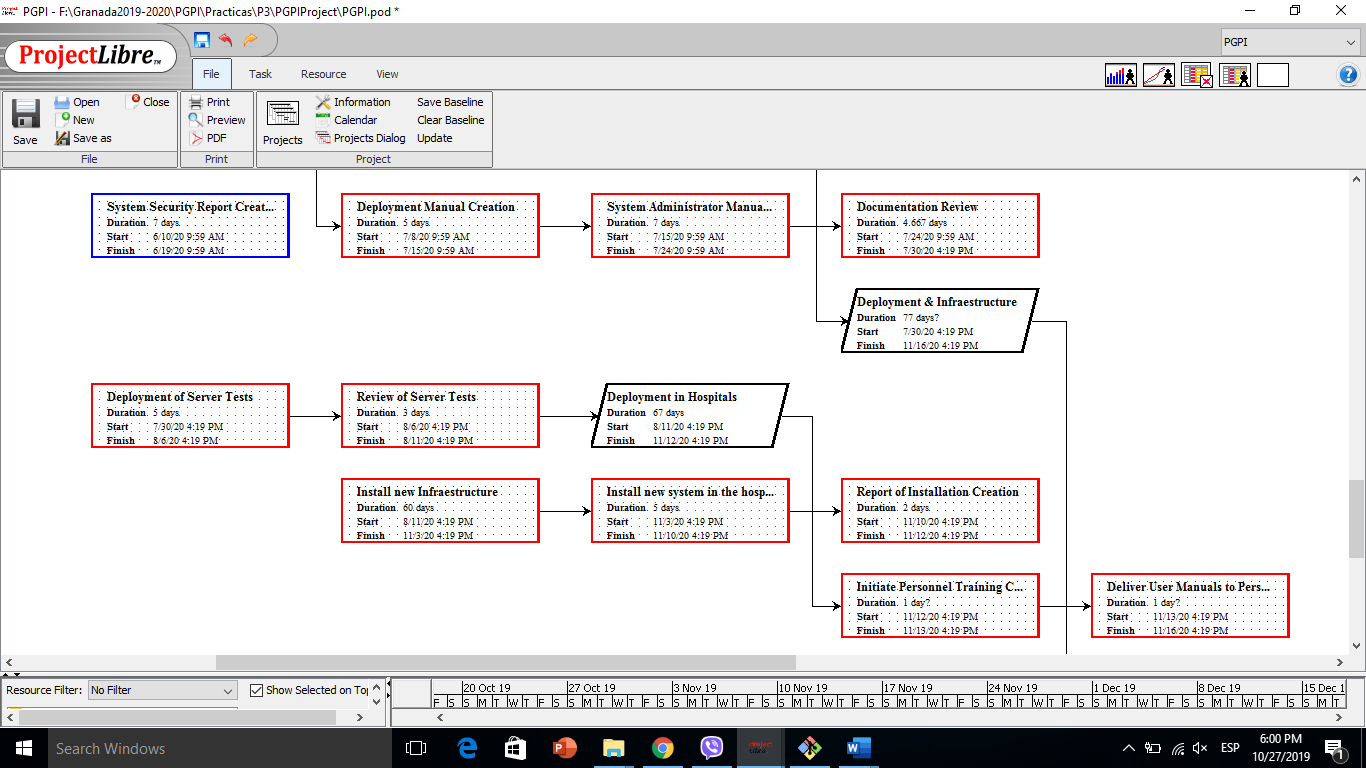 PGPI - F:\Granada2019-2020\PGPI\Practicas\P3\PGPIProject\PGPI.pod *
ProjectLibre™
PGPI
File Task Resource View
Save
Open
New
Save as
Close
File
Print
Preview
PDF
Print
Projects
Information
Calendar
Projects Dialog
Save Baseline
Clear Baseline
Update
Project
System Security Report Creat...
Duration 7 days
Start 6/10/20 9:59 AM
Finish 6/19/20 9:59 AM
Deployment Manual Creation
Duration 5 days
Start 7/8/20 9:59 AM
Finish 7/15/20 9:59 AM
System Administrator Manua...
Duration 7 days
Start 7/15/20 9:59 AM
Finish 7/24/20 9:59 AM
Documentation Review
Duration 4.667 days
Start 7/24/20 9:59 AM
Finish 7/30/20 4:19 PM
Deployment & Infraestructure
Duration 77 days?
Start 7/30/20 4:19 PM
Finish 11/16/20 4:19 PM
Deployment of Server Tests
Duration 5 days
Start 7/30/20 4:19 PM
Finish 8/6/20 4:19 PM
Review of Server Tests
Duration 3 days
Start 8/6/20 4:19 PM
Finish 8/11/20 4:19 PM
Deployment in Hospitals
Duration 67 days
Start 8/11/20 4:19 PM
Finish 11/12/20 4:19 PM
Install new Infraestructure
Duration 60 days
Start 8/11/20 4:19 PM
Finish 11/3/20 4:19 PM
Install new system in the hosp...
Duration 5 days
Start 11/3/20 4:19 PM
Finish 11/10/20 4:19 PM
Report of Installation Creation
Duration 2 days
Start 11/10/20 4:19 PM
Finish 11/12/20 4:19 PM
Initiate Personnel Training C...
Duration 1 day?
Start 11/12/20 4:19 PM
Finish 11/13/20 4:19 PM
Deliver User Manuals to Pers...
Duration 1 day?
Start 11/13/20 4:19 PM
Finish 11/16/20 4:19 PM
Resource Filter: No Filter Show Selected on Top
20 Oct 19 27 Oct 19 3 Nov 19 10 Nov 19 17 Nov 19 24 Nov 19 1 Dec 19 8 Dec 19 15 Dec 1
F S S M T W T F S S M T W T F S S M T W T F S S M T W T F S S M T W T F S S M T W T F S S M T W T F S S M T W T F S S M T
Search Windows
ESP
6:00 PM
10/27/2019
1